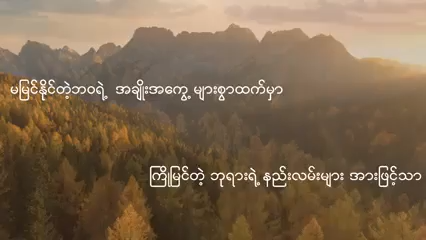 မမြင်နိုင်တဲ့ဘဝရဲ့ အချိုးအကွေ့ များစွာထက်မှာ
ကြိုမြင်တဲ့ ဘုရားရဲ့ နည်းလမ်းများ အားဖြင့်သာ